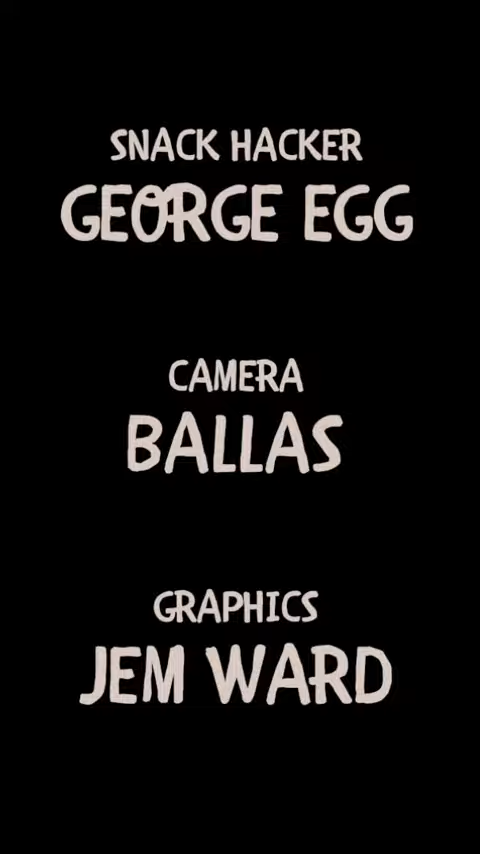 SNACK HACKER
GEORGE EGG
CAMERA
BALLAS
GRAPHICS
JEM WARD